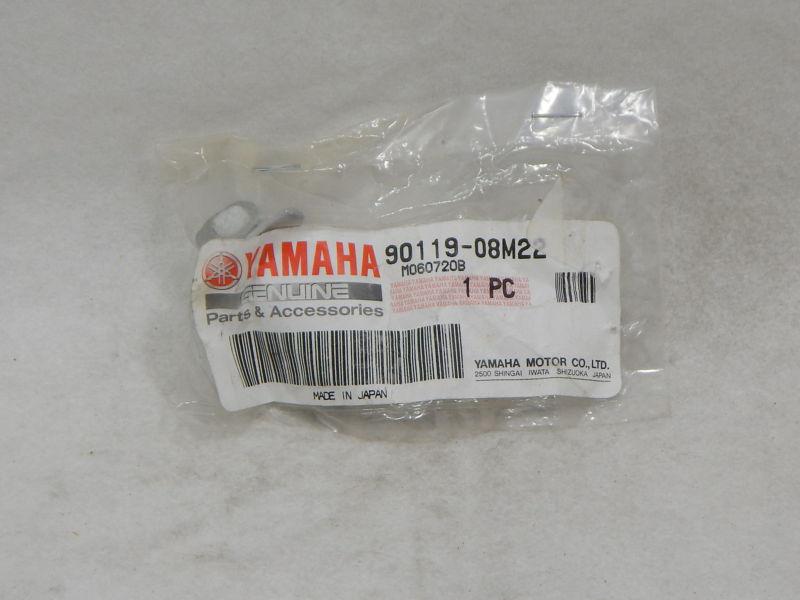 YAMAHA
GENUINE
Parts & Accessories
90119-08M22
M060720B
1 PC
YAMAHA MOTOR CO., LTD.
2500 SHINGAI IWATA SHIZUOKA JAPAN
MADE IN JAPAN